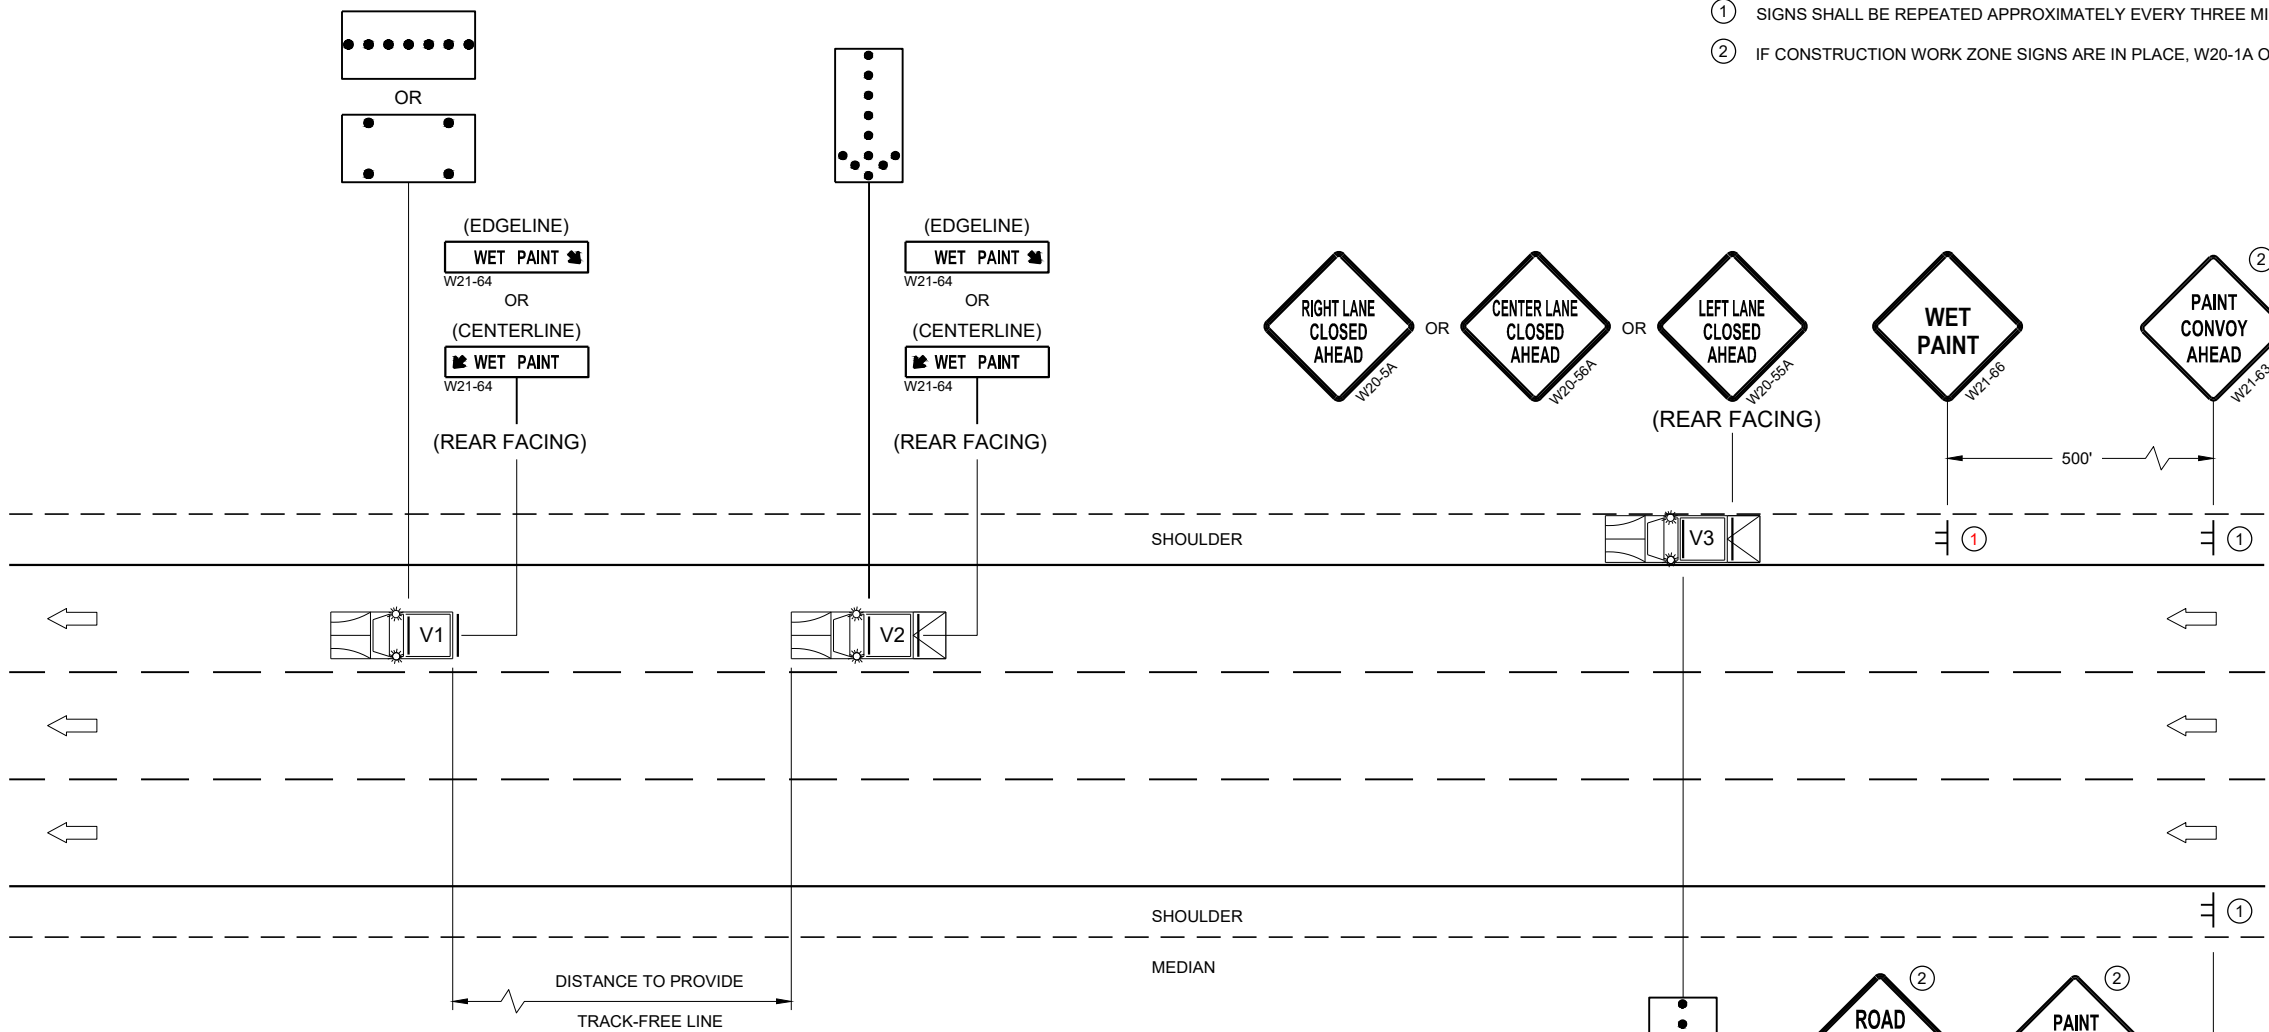 ① SIGNS SHALL BE REPEATED APPROXIMATELY EVERY THREE
② IF CONSTRUCTION WORK ZONE SIGNS ARE IN PLACE, W20-1A
OR
(EDGELINE)
WET PAINT
W21-64
OR
(CENTERLINE)
WET PAINT
W21-64
(REAR FACING)
(EDGELINE)
WET PAINT
W21-64
OR
(CENTERLINE)
WET PAINT
W21-64
(REAR FACING)
RIGHT LANE
CLOSED
AHEAD
W20-5A
OR
CENTER LANE
CLOSED
AHEAD
W20-56A
OR
LEFT LANE
CLOSED
AHEAD
W20-55A
(REAR FACING)
WET
PAINT
W21-66
②
PAINT
CONVOY
AHEAD
W21-63
500'
SHOULDER
V3
①
①
V1
V2
SHOULDER
①
MEDIAN
DISTANCE TO PROVIDE
TRACK-FREE LINE
②
ROAD
②
PAINT